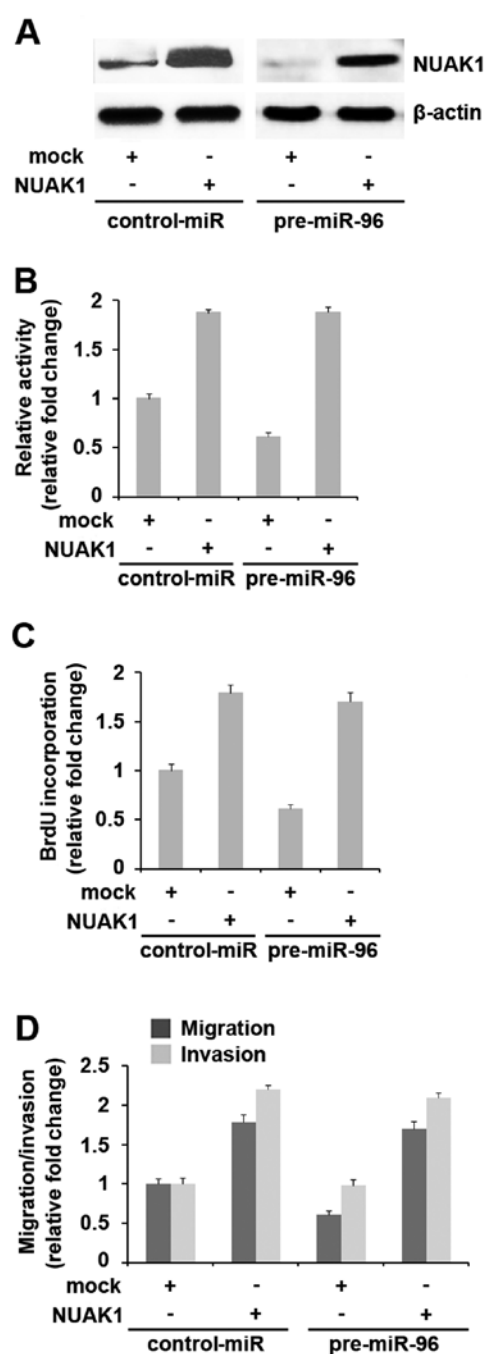 A
NUAK1
β-actin
mock + - + -
NUAK1 - + - +
control-miR pre-miR-96
B
Relative activity
(relative fold change)
2
1.5
1
0.5
0
mock + - + -
NUAK1 - + - +
control-miR pre-miR-96
C
BrdU incorporation
(relative fold change)
2
1.5
1
0.5
0
mock + - + -
NUAK1 - + - +
control-miR pre-miR-96
D
Migration
Invasion
Migration/invasion
(relative fold change)
2.5
2
1.5
1
0.5
0
mock + - + -
NUAK1 - + - +
control-miR pre-miR-96